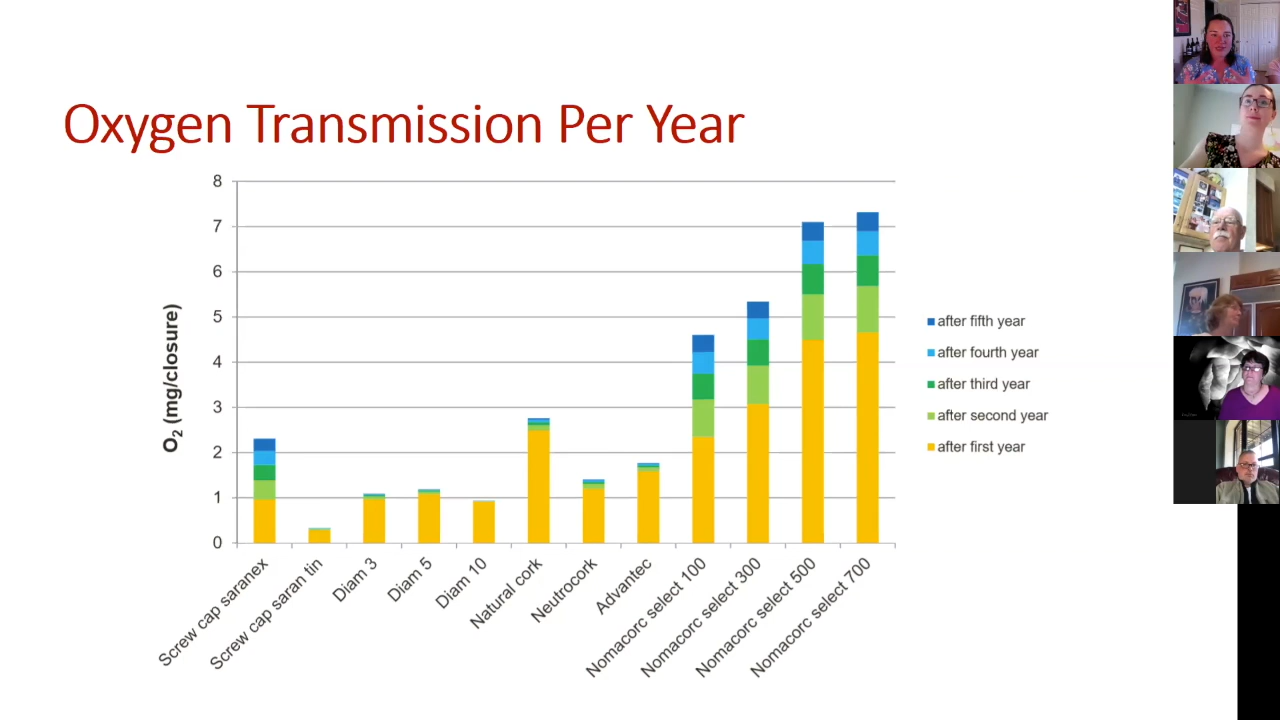 Oxygen Transmission Per Year
8
7
6
5
4
3
2
1
0
O₂ (mg/closure)
Screw cap saranex
Screw cap saran tin
Diam 3
Diam 5
Diam 10
Natural cork
Neutrocork
Advantec
Nomacorc select 100
Nomacorc select 300
Nomacorc select 500
Nomacorc select 700
after fifth year
after fourth year
after third year
after second year
after first year